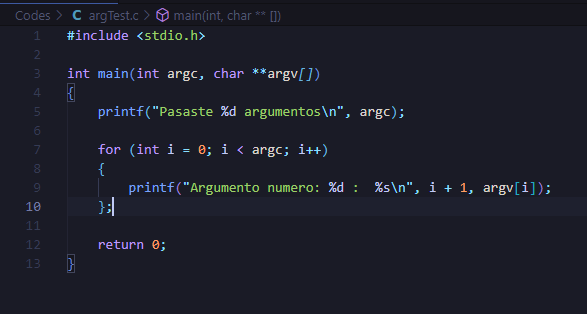 Codes > C argTest.c > main(int, char ** [])
1 #include <stdio.h>
2
3 int main(int argc, char **argv[])
4 {
5     printf("Pasaste %d argumentos\n", argc);
6
7     for (int i = 0; i < argc; i++)
8     {
9         printf("Argumento numero: %d :  %s\n", i + 1, argv[i]);
10     };
11
12     return 0;
13 }